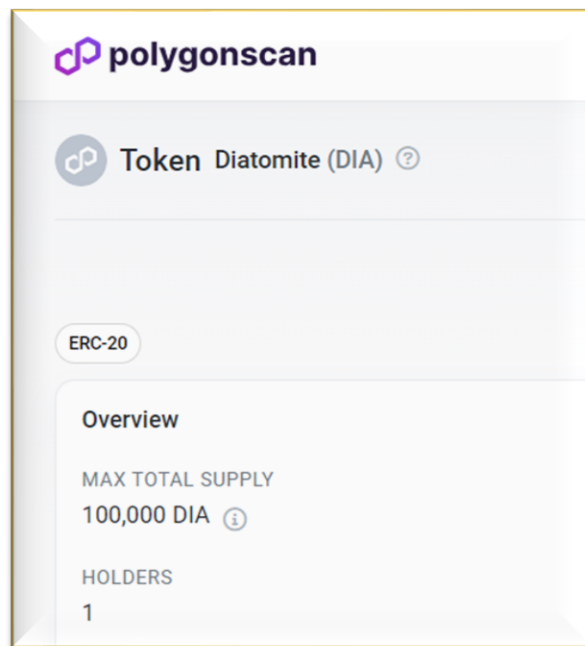 polygonscan
Token Diatomite (DIA)
ERC-20
Overview
MAX TOTAL SUPPLY
100,000 DIA
HOLDERS
1